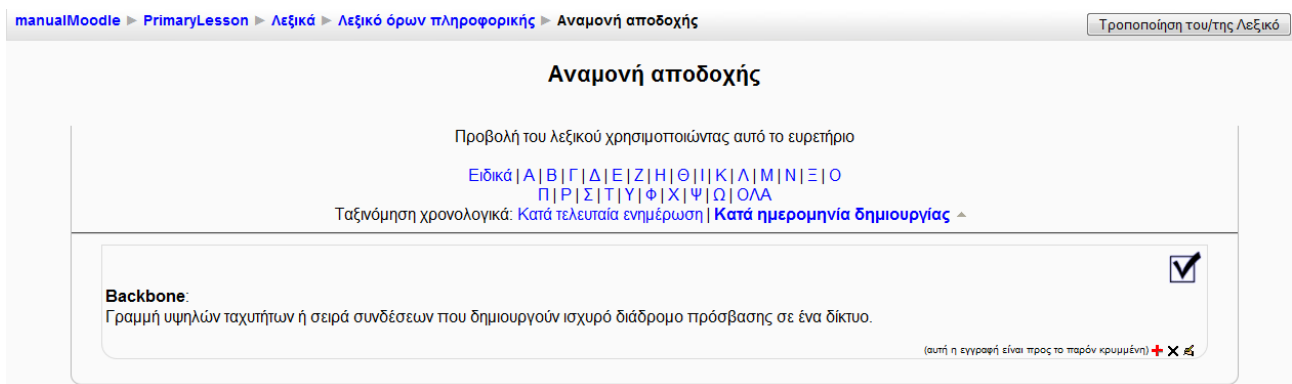 manualMoodle ► PrimaryLesson ► Λεξικά ► Λεξικό όρων πληροφορικής ► Αναμονή αποδοχής
Τροποποίηση του/της Λεξικό
Αναμονή αποδοχής
Προβολή του λεξικού χρησιμοποιώντας αυτό το ευρετήριο
Ειδικά | Α | Β | Γ | Δ | Ε | Ζ | Η | Θ | Ι | Κ | Λ | Μ | Ν | Ξ | Ο
Π | Ρ | Σ | Τ | Υ | Φ | Χ | Ψ | Ω | ΟΛΑ
Ταξινόμηση χρονολογικά: Κατά τελευταία ενημέρωση | Κατά ημερομηνία δημιουργίας
Backbone:
Γραμμή υψηλών ταχυτήτων ή σειρά συνδέσεων που δημιουργούν ισχυρό διάδρομο πρόσβασης σε ένα δίκτυο.
(αυτή η εγγραφή είναι προς το παρόν κρυμμένη)